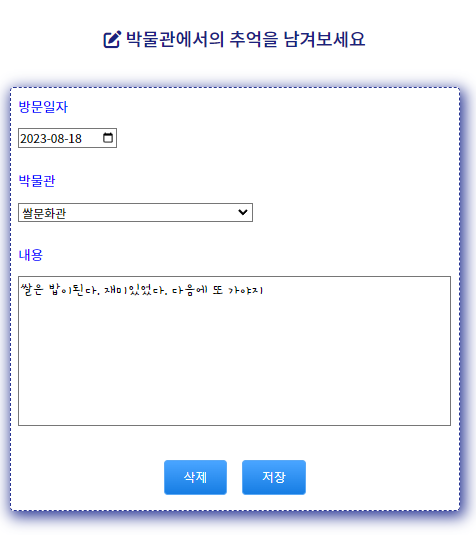 박물관에서의 추억을 남겨보세요
방문일자
2023-08-18
박물관
쌀문화관
내용
쌀은 밥이된다. 재미있었다. 다음에 또 가야지
삭제 저장